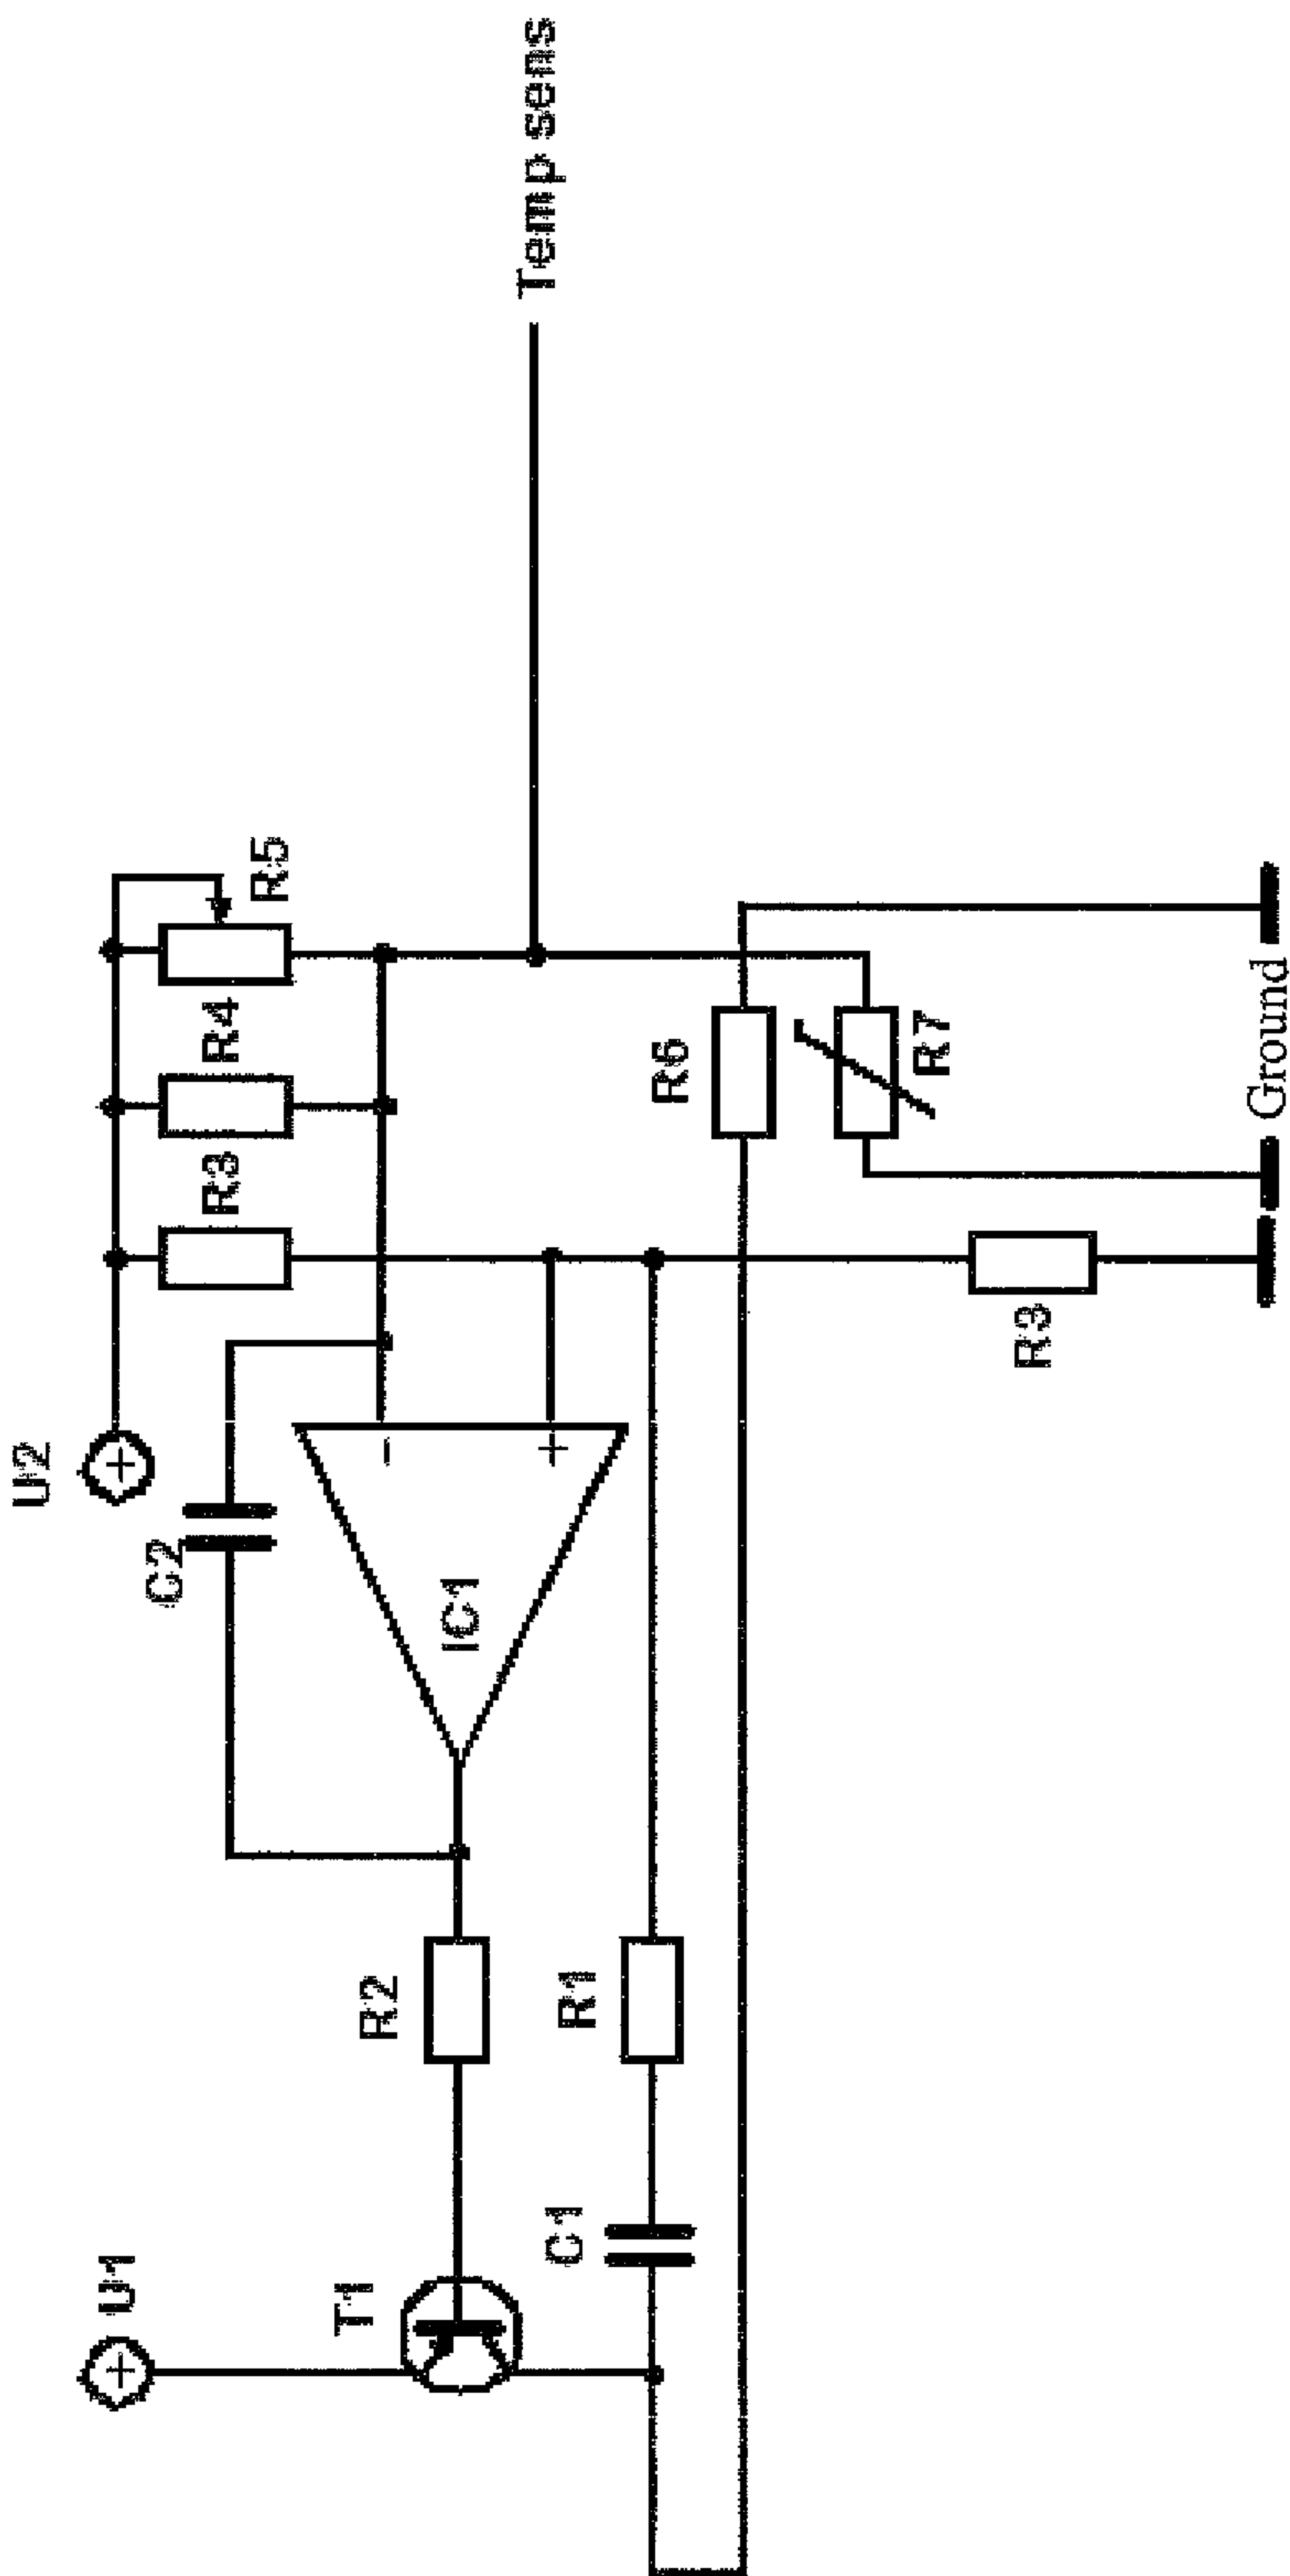 U2
U1
+
+
C2
R3
R4
R5
T1
R2
-
IC1
+
Temp sens
C1
R1
R6
R7
R3
Ground